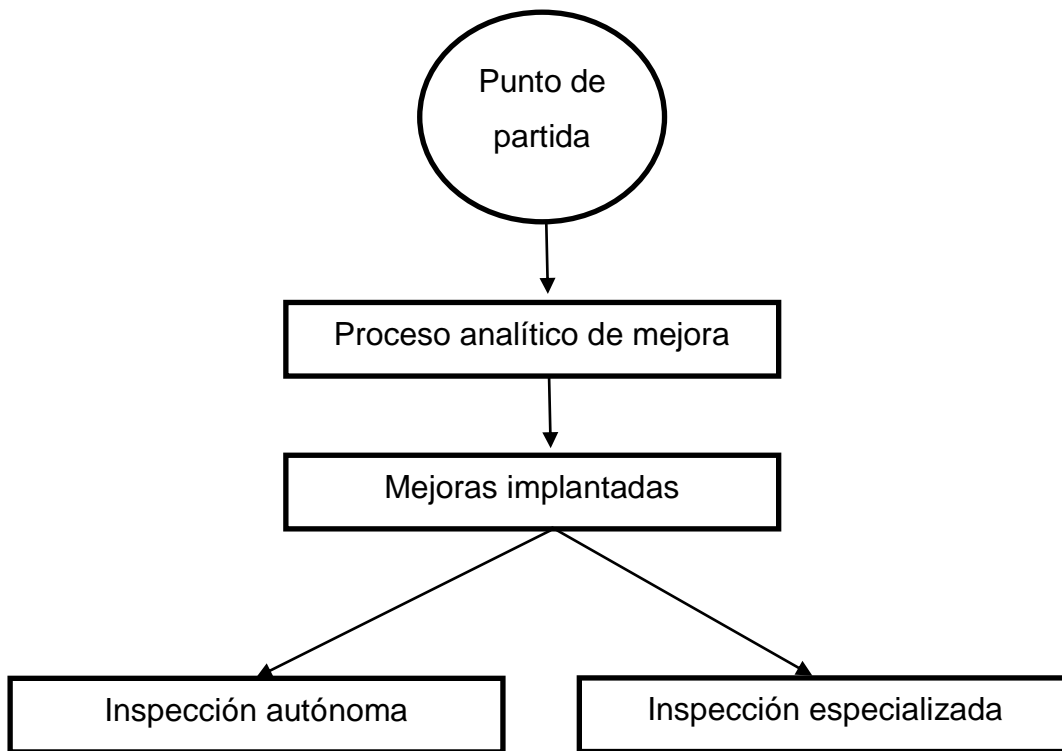 Punto de
partida
Proceso analítico de mejora
Mejoras implantadas
Inspección autónoma
Inspección especializada